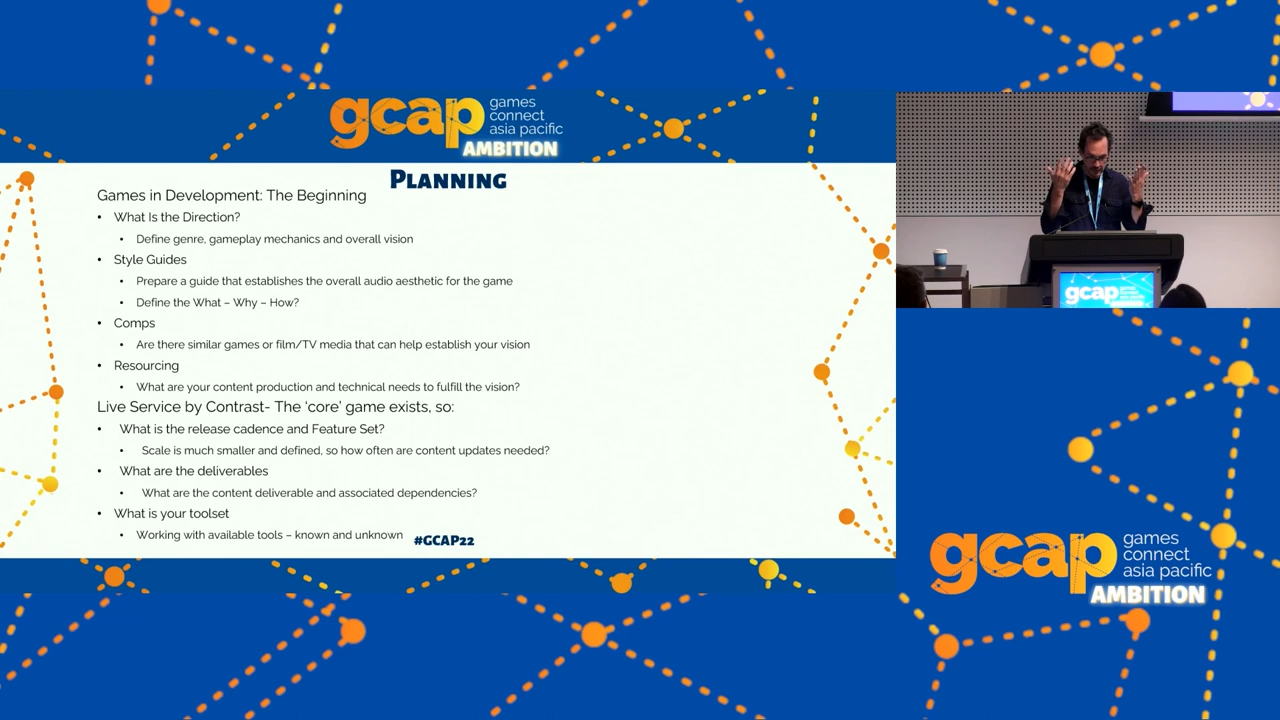 gcap games
connect
asia pacific
AMBITION
PLANNING
Games in Development: The Beginning
• What Is the Direction?
• Define genre, gameplay mechanics and overall vision
• Style Guides
• Prepare a guide that establishes the overall audio aesthetic for the game
• Define the What – Why – How?
• Comps
• Are there similar games or film/TV media that can help establish your vision
• Resourcing
• What are your content production and technical needs to fulfill the vision?
Live Service by Contrast- The ‘core’ game exists, so:
• What is the release cadence and Feature Set?
• Scale is much smaller and defined, so how often are content updates needed?
• What are the deliverables
• What are the content deliverable and associated dependencies?
• What is your toolset
• Working with available tools – known and unknown
#GCAP22
gcap
gcap games
connect
asia pacific
AMBITION